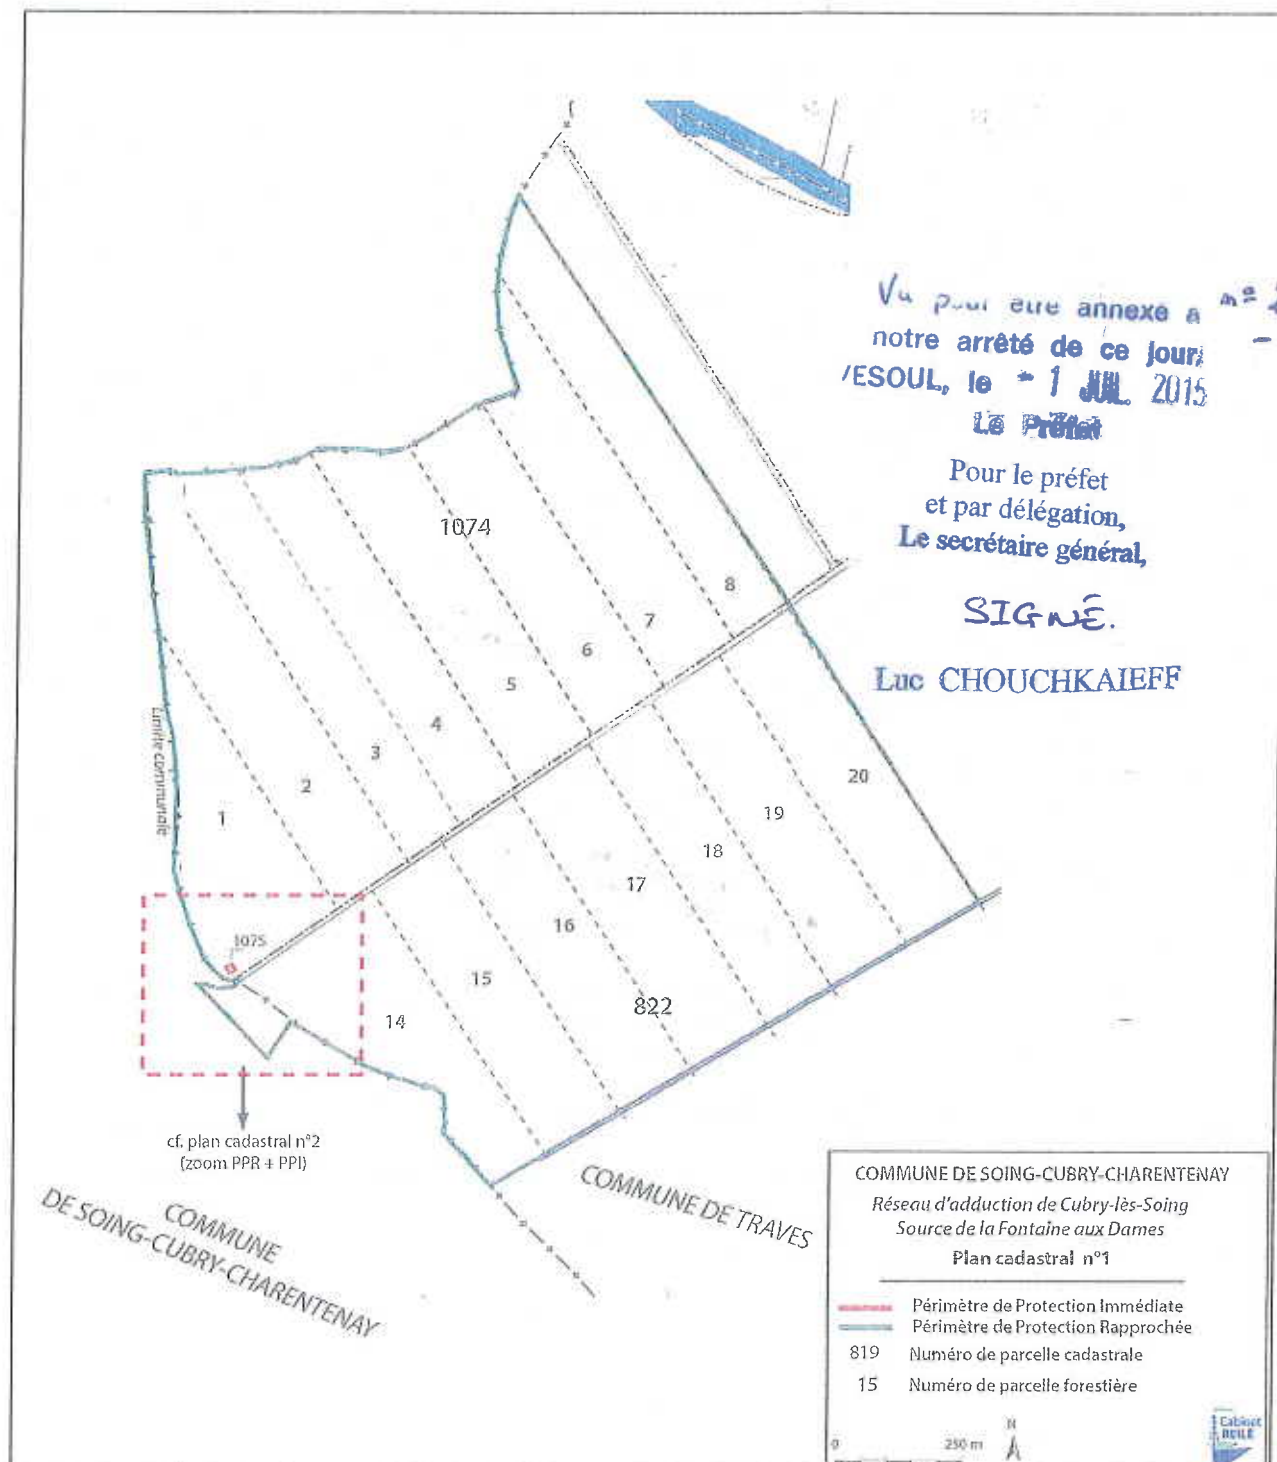 Vu pour être annexé à n°
notre arrêté de ce jour,
VESOUL, le - 1 JUIL. 2015
Le Préfet
Pour le préfet
et par délégation,
Le secrétaire général,
SIGNÉ.
Luc CHOUCHKAIEFF
1074
8
7
6
5
4
3
2
1
Limite communale
20
19
18
17
16
15
14
822
1075
cf. plan cadastral n°2
(zoom PPR + PPI)
COMMUNE
DE SOING-CUBRY-CHARENTENAY
COMMUNE DE TRAVES
COMMUNE DE SOING-CUBRY-CHARENTENAY
Réseau d'adduction de Cubry-lès-Soing
Source de la Fontaine aux Dames
Plan cadastral n°1
Périmètre de Protection Immédiate
Périmètre de Protection Rapprochée
819 Numéro de parcelle cadastrale
15 Numéro de parcelle forestière
N
0 250 m
Cabinet
REILÉ